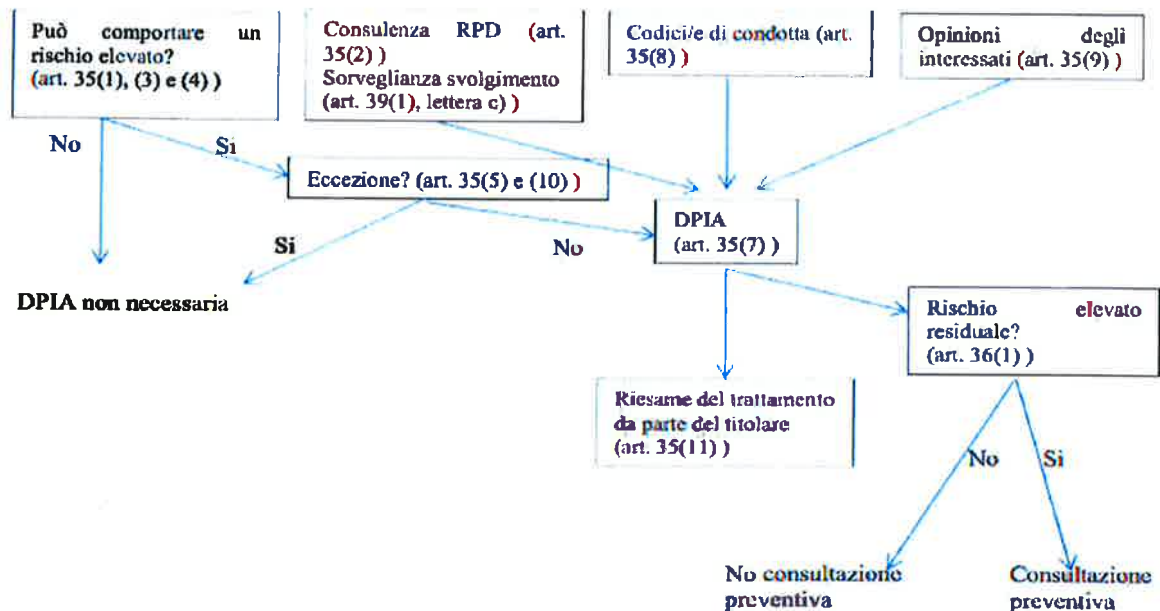 Può comportare un
rischio elevato?
(art. 35(1), (3) e (4) )
Consulenza RPD (art.
35(2) )
Sorveglianza svolgimento
(art. 39(1), lettera c) )
Codici/e di condotta (art.
35(8) )
Opinioni degli
interessati (art. 35(9) )
No
Si
Eccezione? (art. 35(5) e (10) )
Si
No
DPIA
(art. 35(7) )
DPIA non necessaria
Rischio elevato
residuale?
(art. 36(1) )
Riesame del trattamento
da parte del titolare
(art. 35(11) )
No
Si
No consultazione
preventiva
Consultazione
preventiva